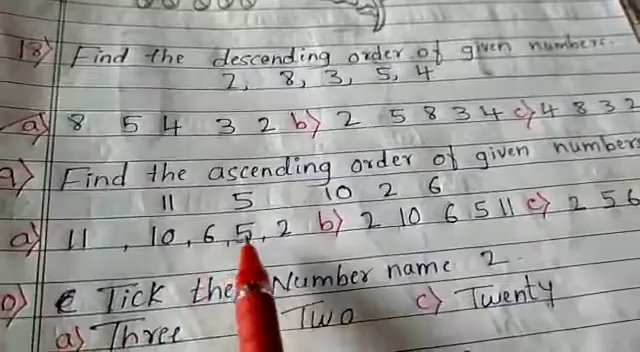 18) Find the descending order of given numbers.
2, 8, 3, 5, 4
a) 8 5 4 3 2 b) 2 5 8 3 4 c) 4 8 3 2
9) Find the ascending order of given numbers
11 5 10 2 6
a) 11, 10, 6, 5, 2 b) 2 10 6 5 11 c) 2 5 6
0) Tick the Number name 2.
a) Three Two c) Twenty